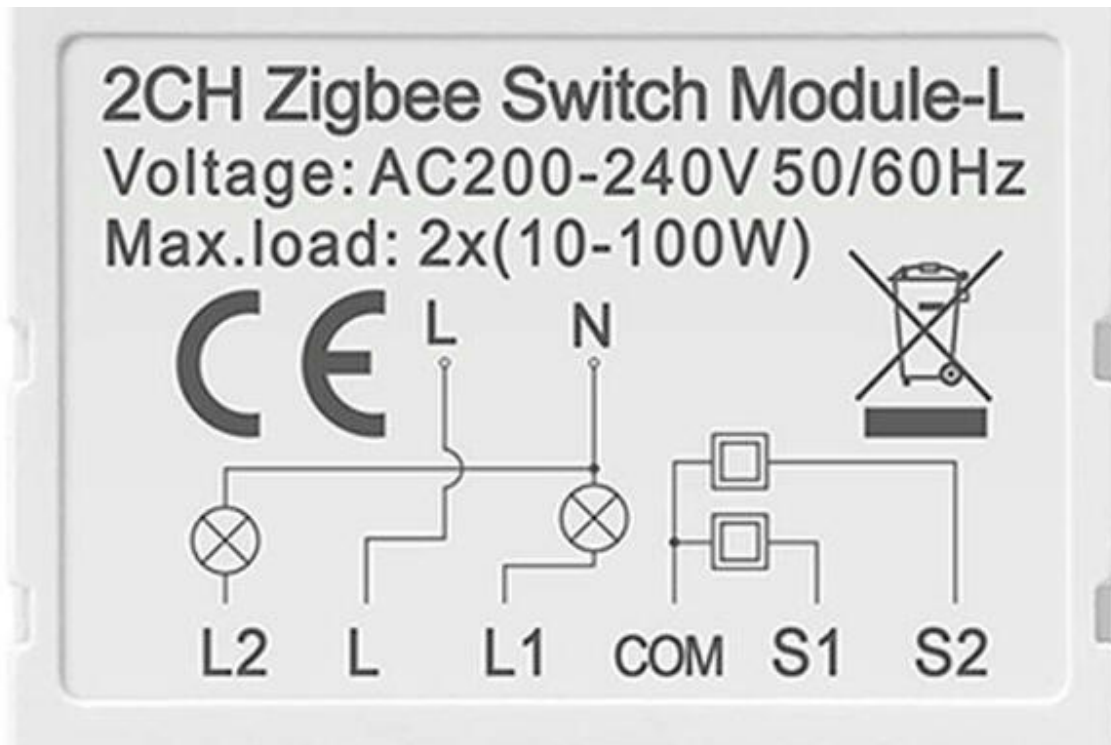 2CH Zigbee Switch Module-L
Voltage: AC200-240V 50/60Hz
Max.load: 2x(10-100W)
CE L N
L2 L L1 COM S1 S2